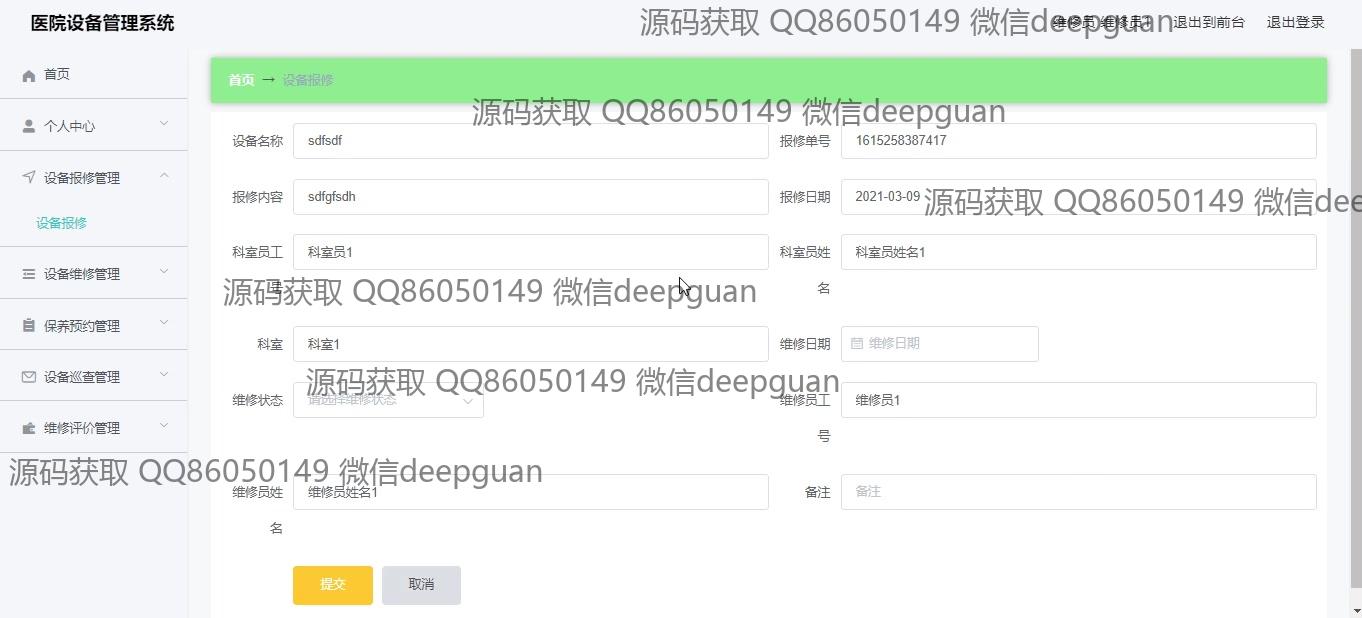 医院设备管理系统
源码获取 QQ86050149 微信deepguan
维修员 维修员1
退出到前台
退出登录
首页
首页 → 设备报修
个人中心
源码获取 QQ86050149 微信deepguan
设备名称 sdfsdf
报修单号 1615258387417
设备报修管理
报修内容 sdfgfsdh
报修日期 2021-03-09
源码获取 QQ86050149 微信dee
设备报修
科室员工
号
科室员1
科室员姓
名
科室员姓名1
设备维修管理
源码获取 QQ86050149 微信deepguan
保养预约管理
科室 科室1
维修日期 维修日期
设备巡查管理
源码获取 QQ86050149 微信deepguan
维修状态 请选择维修状态
维修员工
号
维修员1
维修评价管理
源码获取 QQ86050149 微信deepguan
维修员姓
名
维修员姓名1
备注 备注
提交
取消